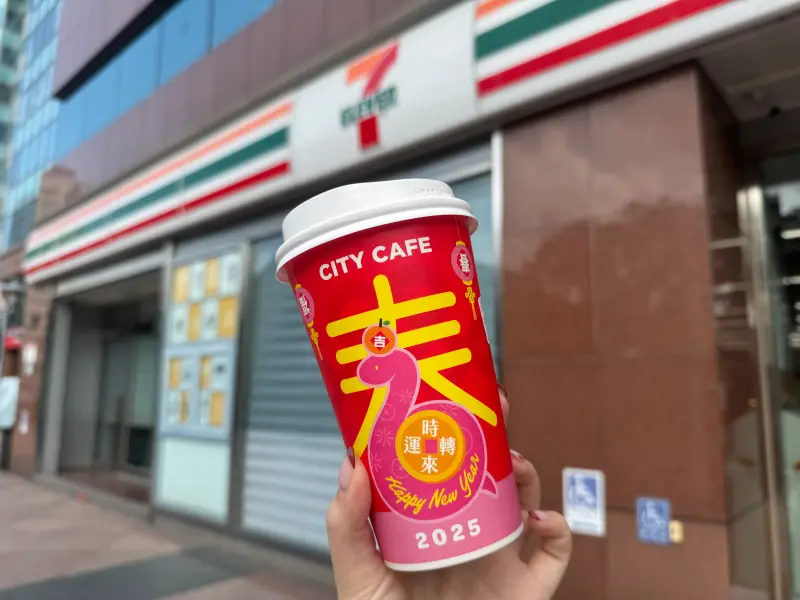 7
ELEVEN
CITY CAFE
春
吉
時
運 轉
來
Happy New Year
2025